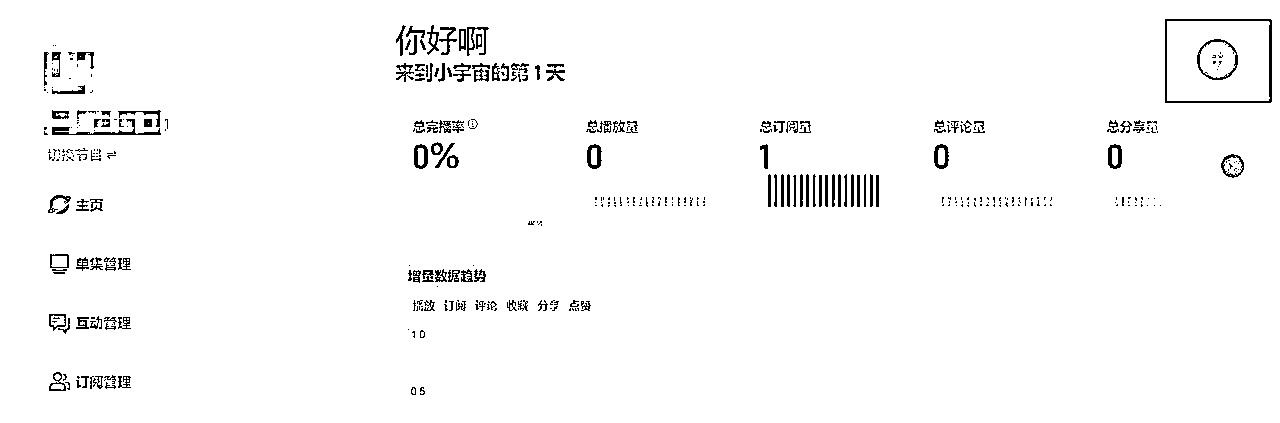 你好啊
来到小宇宙的第1天
切换节目
主页
单集管理
互动管理
订阅管理
总完播率
0%
总播放量
0
总订阅量
1
总评论量
0
总分享量
0
增量数据趋势
播放 订阅 评论 收藏 分享 点赞
1.0
0.5